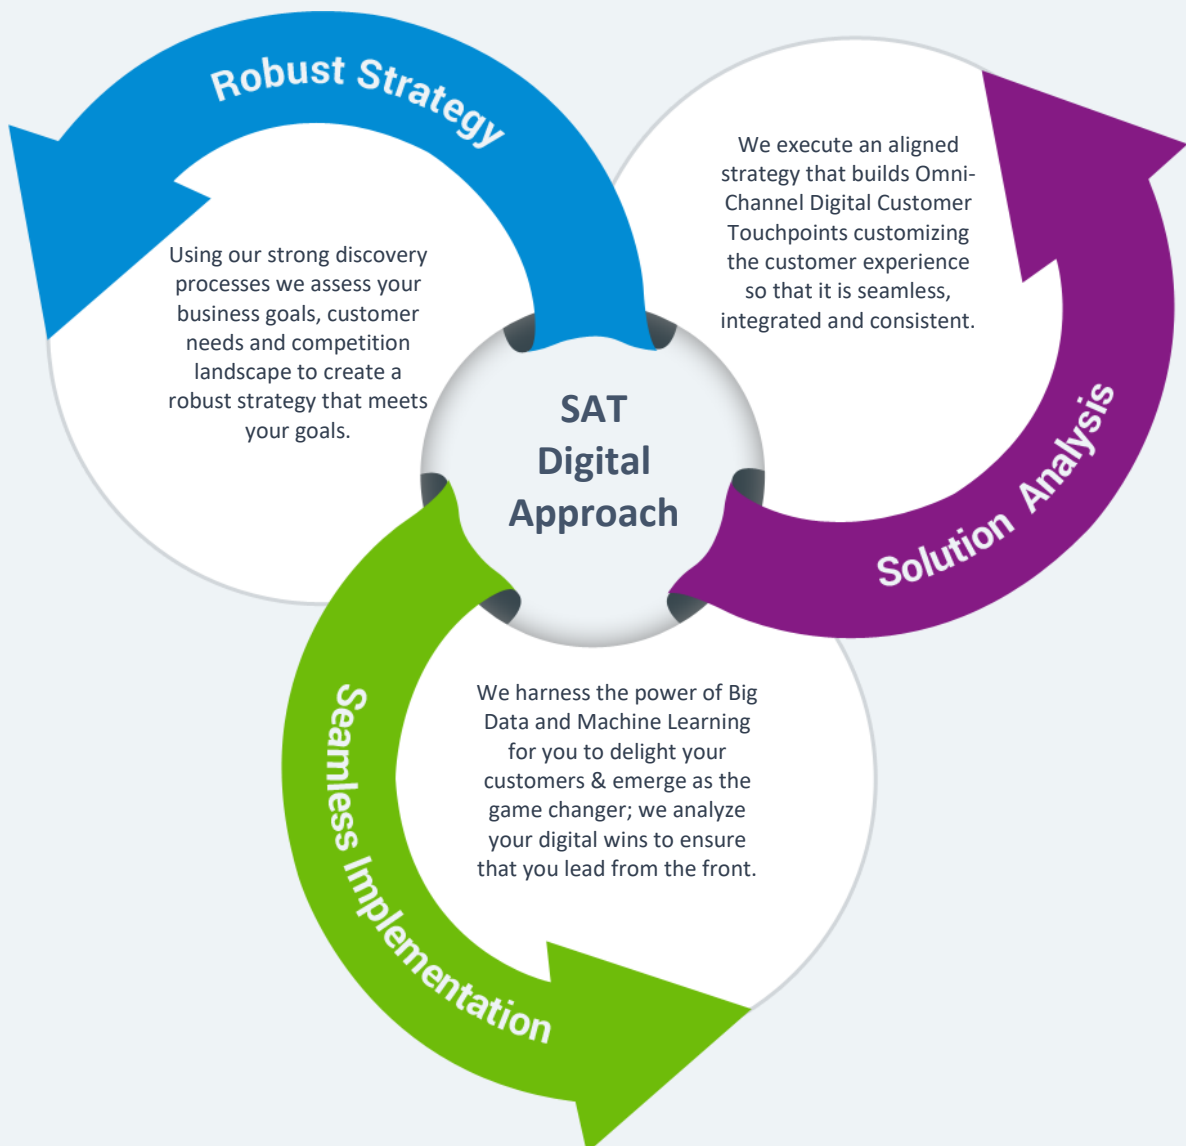 Robust Strategy
Using our strong discovery
processes we assess your
business goals, customer
needs and competition
landscape to create a
robust strategy that meets
your goals.
We execute an aligned
strategy that builds Omni-
Channel Digital Customer
Touchpoints customizing
the customer experience
so that it is seamless,
integrated and consistent.
Solution Analysis
SAT
Digital
Approach
Seamless Implementation
We harness the power of Big
Data and Machine Learning
for you to delight your
customers & emerge as the
game changer; we analyze
your digital wins to ensure
that you lead from the front.